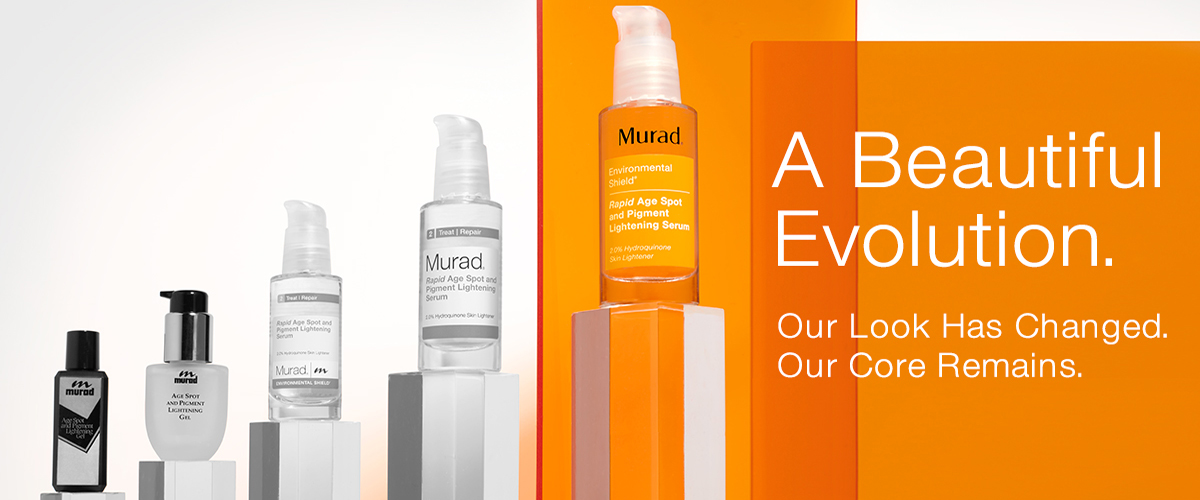 m
murad
Age Spot
and Pigment
Lightening
Gel
m
murad
AGE SPOT
AND PIGMENT
LIGHTENING
GEL
2 | Treat | Repair
Rapid Age Spot and
Pigment Lightening
Serum
2.0% Hydroquinone Skin Lightener
Murad. | m
ENVIRONMENTAL SHIELD®
2 | Treat | Repair
Murad.
Rapid Age Spot and
Pigment Lightening
Serum
2.0% Hydroquinone Skin Lightener
Murad.
Environmental
Shield®
Rapid Age Spot
and Pigment
Lightening Serum
2.0% Hydroquinone
Skin Lightener
A Beautiful
Evolution.
Our Look Has Changed.
Our Core Remains.